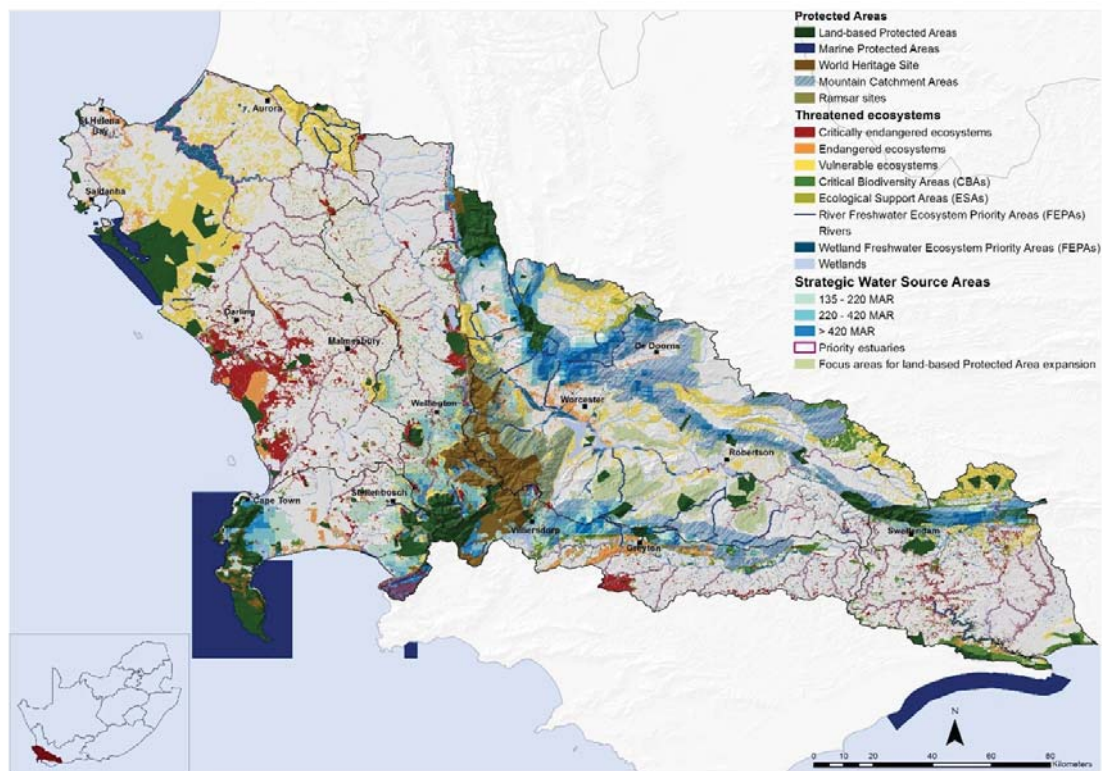 Protected Areas
Land-based Protected Areas
Marine Protected Areas
World Heritage Site
Mountain Catchment Areas
Ramsar sites
Threatened ecosystems
Critically endangered ecosystems
Endangered ecosystems
Vulnerable ecosystems
Critical Biodiversity Areas (CBAs)
Ecological Support Areas (ESAs)
River Freshwater Ecosystem Priority Areas (FEPAs)
Rivers
Wetland Freshwater Ecosystem Priority Areas (FEPAs)
Wetlands
Strategic Water Source Areas
135 - 220 MAR
220 - 420 MAR
> 420 MAR
Priority estuaries
Focus areas for land-based Protected Area expansion
Aurora
St Helena
Bay
Saldanha
Darling
Malmesbury
De Doorns
Wellington
Worcester
Robertson
Cape Town
Stellenbosch
Villiersdorp
Greyton
Swellendam
N
0 5 10 20 40 60 80
Kilometers